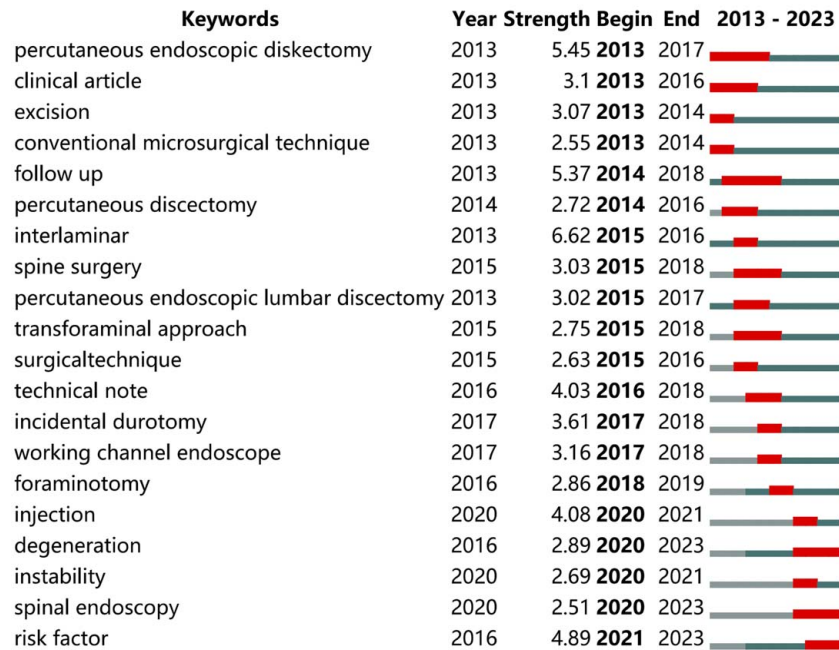 Keywords Year Strength Begin End 2013 - 2023
percutaneous endoscopic diskectomy 2013 5.45 2013 2017
clinical article 2013 3.1 2013 2016
excision 2013 3.07 2013 2014
conventional microsurgical technique 2013 2.55 2013 2014
follow up 2013 5.37 2014 2018
percutaneous discectomy 2014 2.72 2014 2016
interlaminar 2013 6.62 2015 2016
spine surgery 2015 3.03 2015 2018
percutaneous endoscopic lumbar discectomy 2013 3.02 2015 2017
transforaminal approach 2015 2.75 2015 2018
surgicaltechnique 2015 2.63 2015 2016
technical note 2016 4.03 2016 2018
incidental durotomy 2017 3.61 2017 2018
working channel endoscope 2017 3.16 2017 2018
foraminotomy 2016 2.86 2018 2019
injection 2020 4.08 2020 2021
degeneration 2016 2.89 2020 2023
instability 2020 2.69 2020 2021
spinal endoscopy 2020 2.51 2020 2023
risk factor 2016 4.89 2021 2023